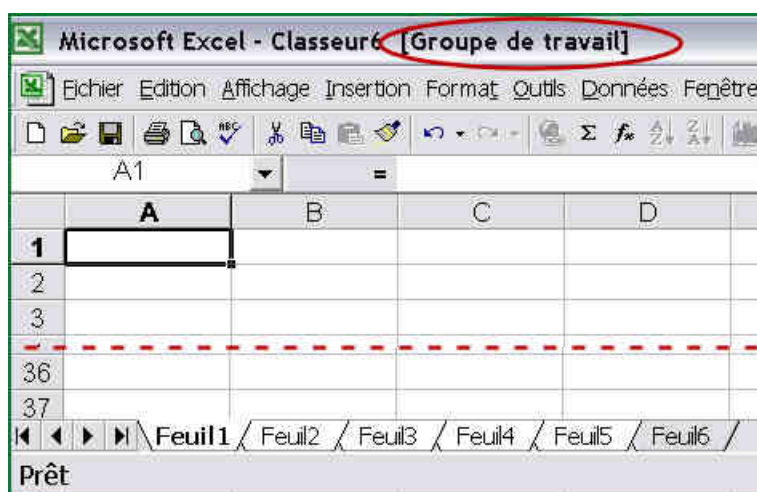 Microsoft Excel - Classeur6 [Groupe de travail]
Fichier Edition Affichage Insertion Format Outils Données Fenêtre
A1 =
A B C D
1
2
3
36
37
Feuil1 Feuil2 Feuil3 Feuil4 Feuil5 Feuil6
Prêt